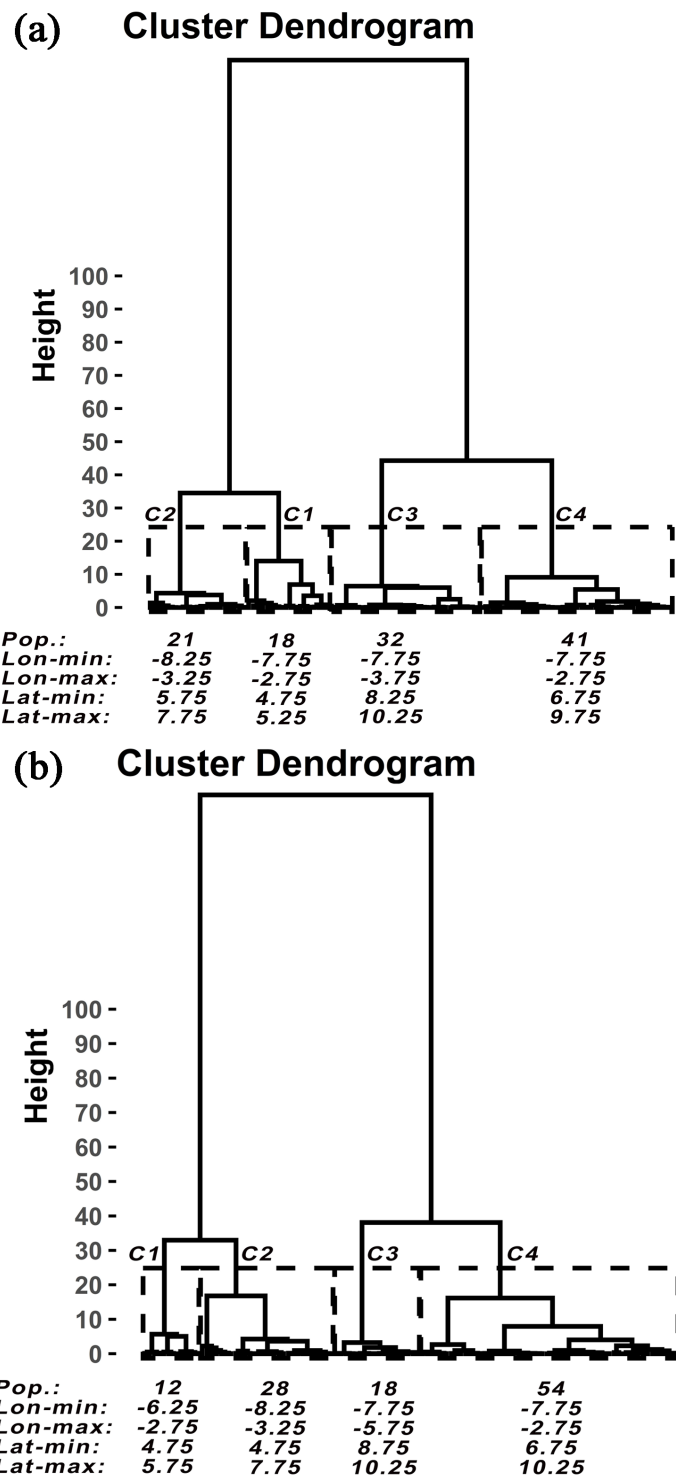 (a) Cluster Dendrogram
Height
100
90
80
70
60
50
40
30
20
10
0
C2 C1 C3 C4
Pop.: 21 18 32 41
Lon-min: -8.25 -7.75 -7.75 -7.75
Lon-max: -3.25 -2.75 -3.75 -2.75
Lat-min: 5.75 4.75 8.25 6.75
Lat-max: 7.75 5.25 10.25 9.75
(b) Cluster Dendrogram
Height
100
90
80
70
60
50
40
30
20
10
0
C1 C2 C3 C4
Pop.: 12 28 18 54
Lon-min: -6.25 -8.25 -7.75 -7.75
Lon-max: -2.75 -3.25 -5.75 -2.75
Lat-min: 4.75 4.75 8.75 6.75
Lat-max: 5.75 7.75 10.25 10.25